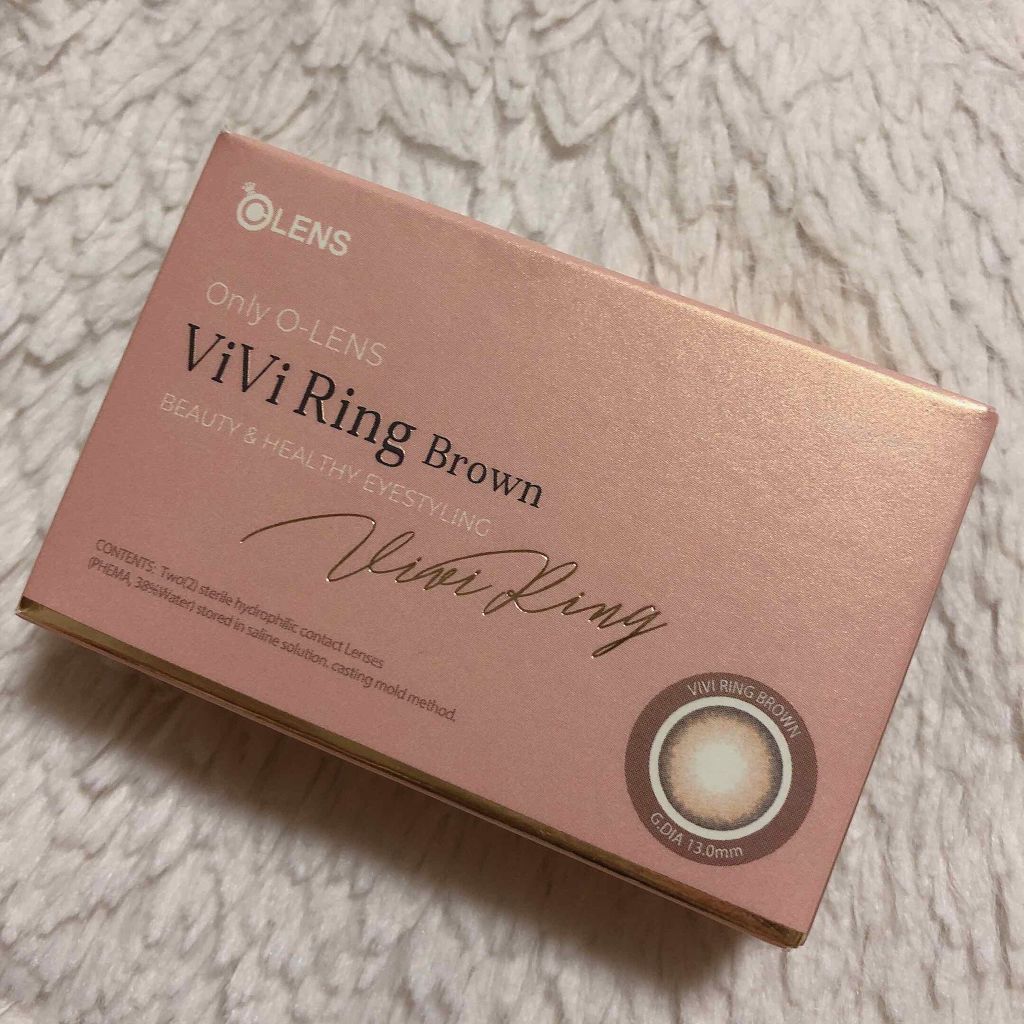 OLENS
Only O-LENS
ViVi Ring Brown
BEAUTY & HEALTHY EYESTYLING
Vivi Ring
CONTENTS: Two(2) sterile hydrophilic contact Lenses
(PHEMA, 38%Water) stored in saline solution, casting mold method.
VIVI RING BROWN
G.DIA 13.0mm